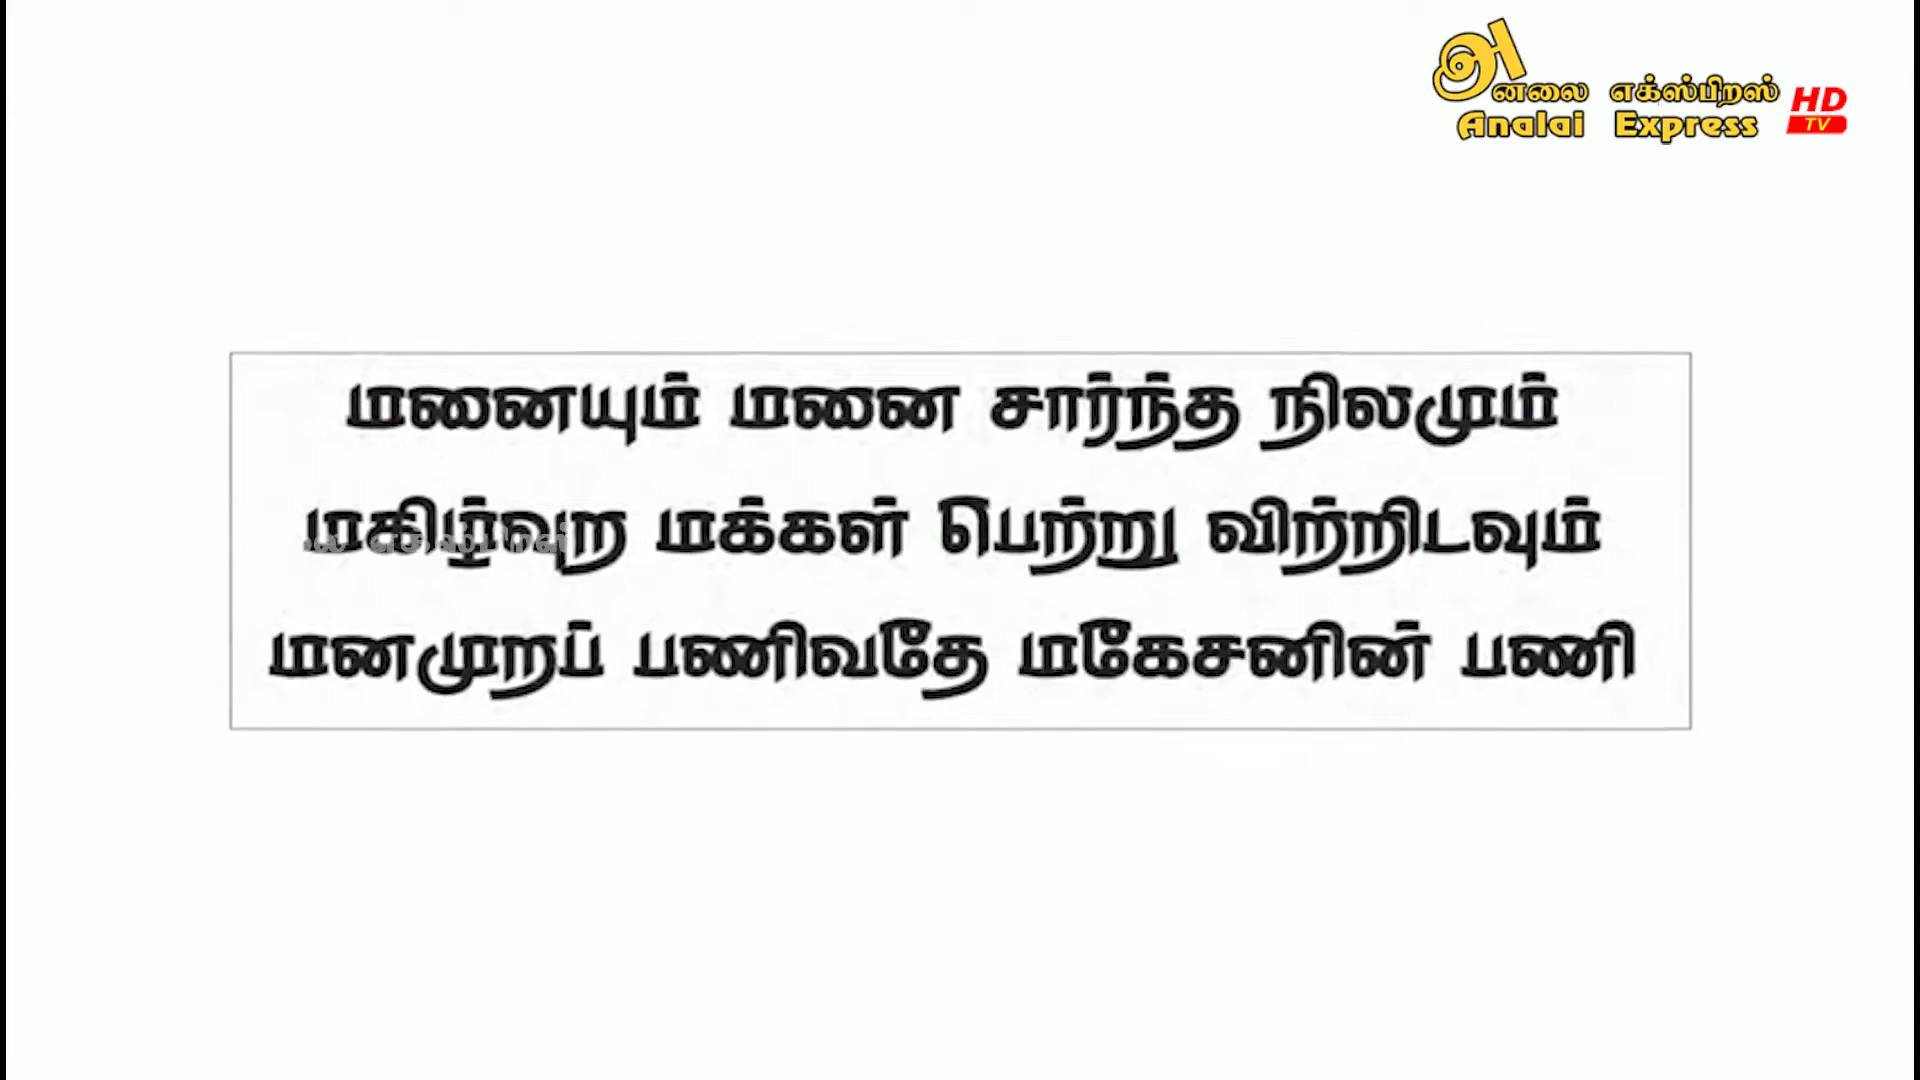 அனலை எக்ஸ்பிறஸ்
Analai Express
HD
TV
மனையும் மனை சார்ந்த நிலமும்
மகிழ்வுற மக்கள் பெற்று விற்றிடவும்
மனமுறப் பணிவதே மகேசனின் பணி